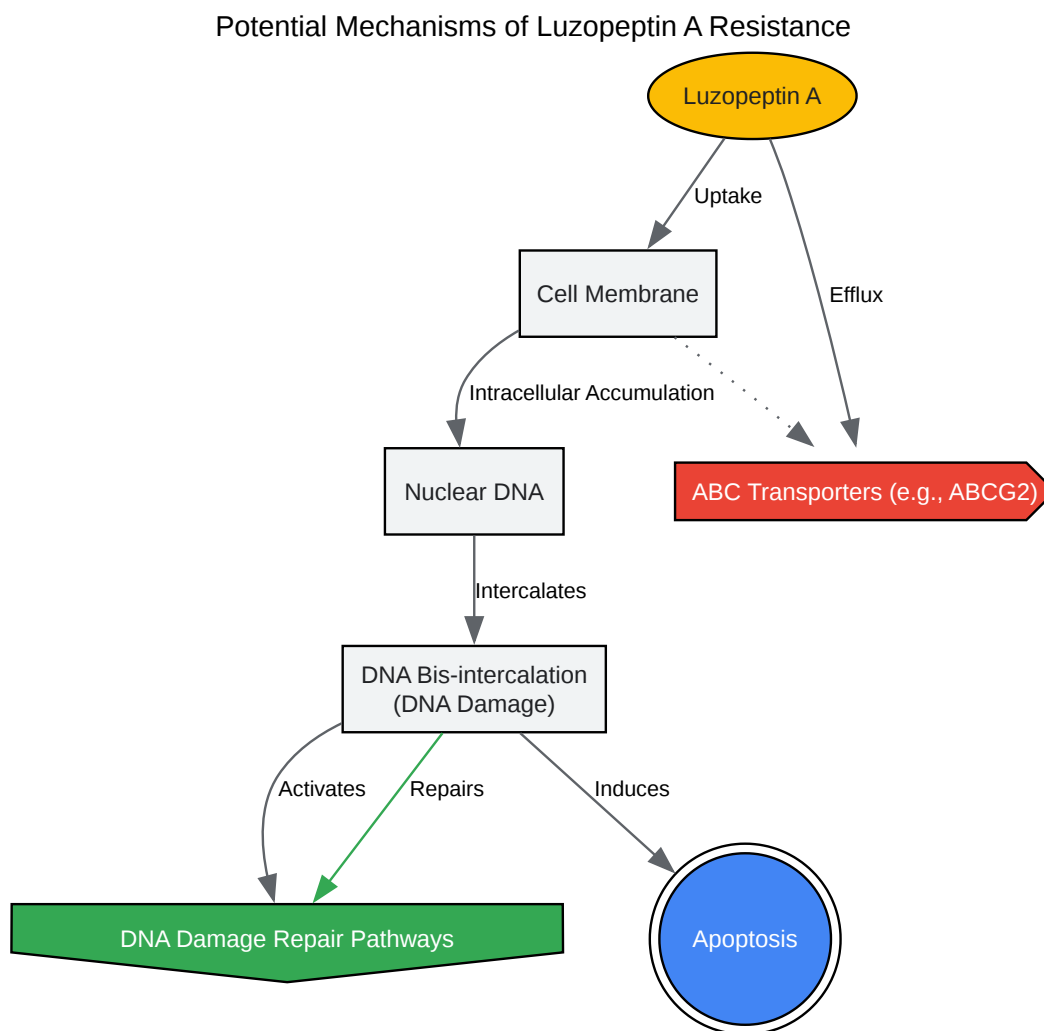 Potential Mechanisms of Luzopeptin A Resistance
Luzopeptin A
Uptake
Efflux
Cell Membrane
Intracellular Accumulation
Nuclear DNA
ABC Transporters (e.g., ABCG2)
Intercalates
DNA Bis-intercalation
(DNA Damage)
Activates
Repairs
Induces
DNA Damage Repair Pathways
Apoptosis